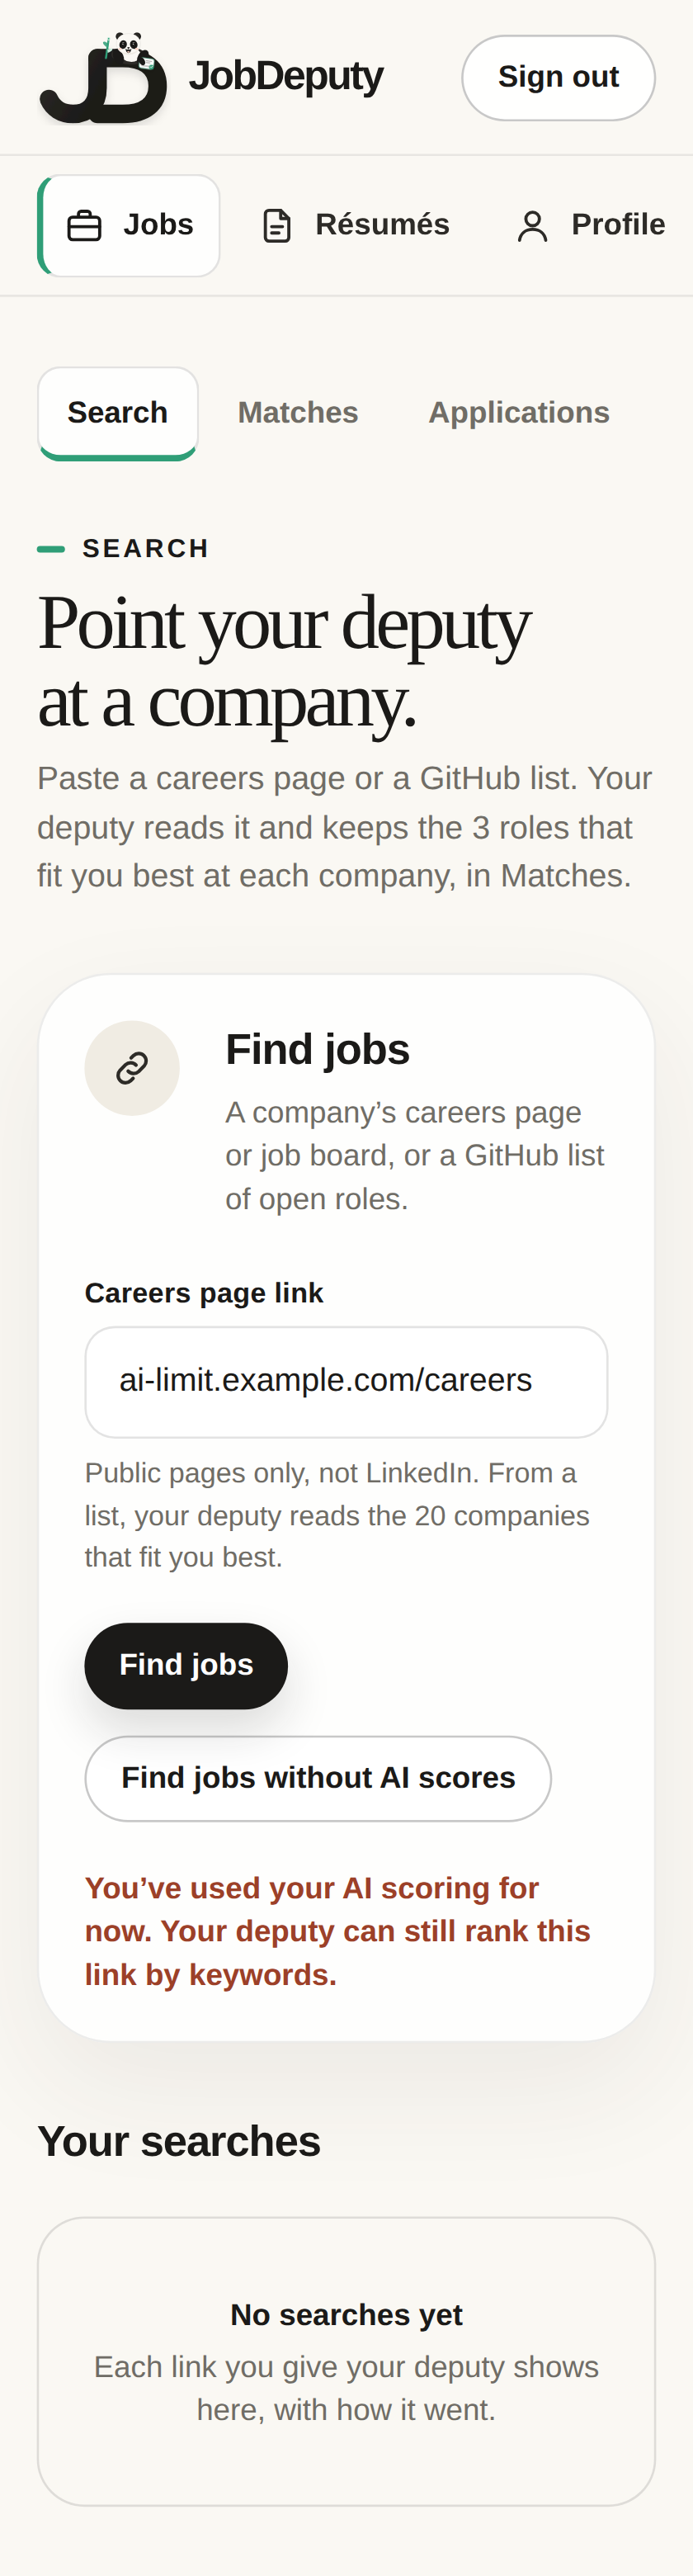 JobDeputy
Sign out
Jobs
Résumés
Profile
Search
Matches
Applications
SEARCH
Point your deputy
at a company.
Paste a careers page or a GitHub list. Your
deputy reads it and keeps the 3 roles that
fit you best at each company, in Matches.
Find jobs
A company’s careers page
or job board, or a GitHub list
of open roles.
Careers page link
ai-limit.example.com/careers
Public pages only, not LinkedIn. From a
list, your deputy reads the 20 companies
that fit you best.
Find jobs
Find jobs without AI scores
You’ve used your AI scoring for
now. Your deputy can still rank this
link by keywords.
Your searches
No searches yet
Each link you give your deputy shows
here, with how it went.